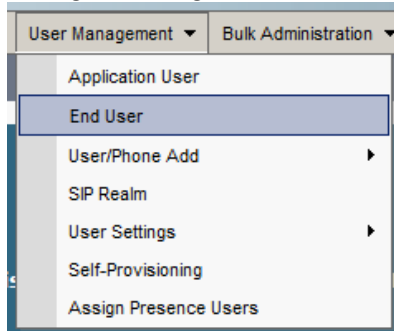 User Management Bulk Administration
Application User
End User
User/Phone Add
SIP Realm
User Settings
Self-Provisioning
Assign Presence Users